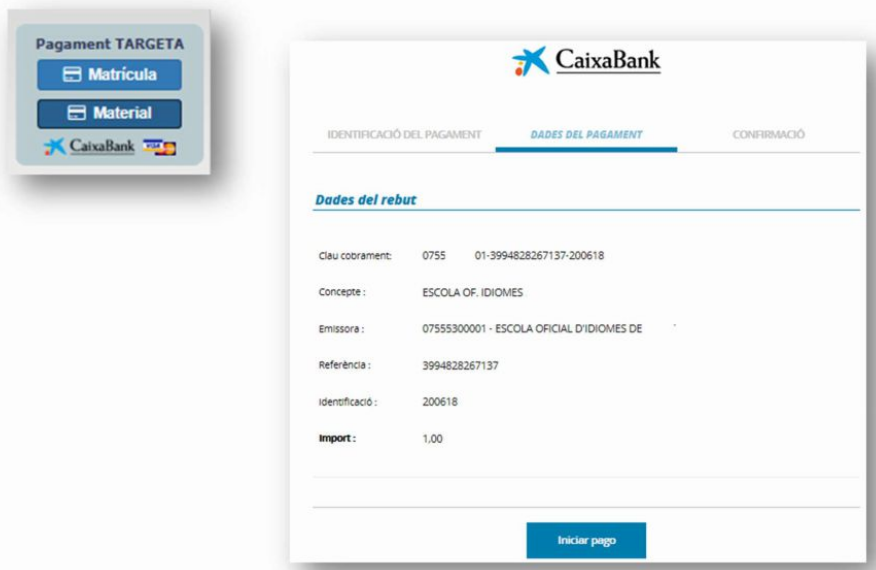 Pagament TARGETA
Matrícula
Material
CaixaBank VISA
CaixaBank
IDENTIFICACIÓ DEL PAGAMENT DADES DEL PAGAMENT CONFIRMACIÓ
Dades del rebut
Clau cobrament: 0755 01-3994828267137-200618
Concepte : ESCOLA OF. IDIOMES
Emissora : 07555300001 - ESCOLA OFICIAL D'IDIOMES DE
Referència : 3994828267137
Identificació : 200618
Import : 1,00
Iniciar pago